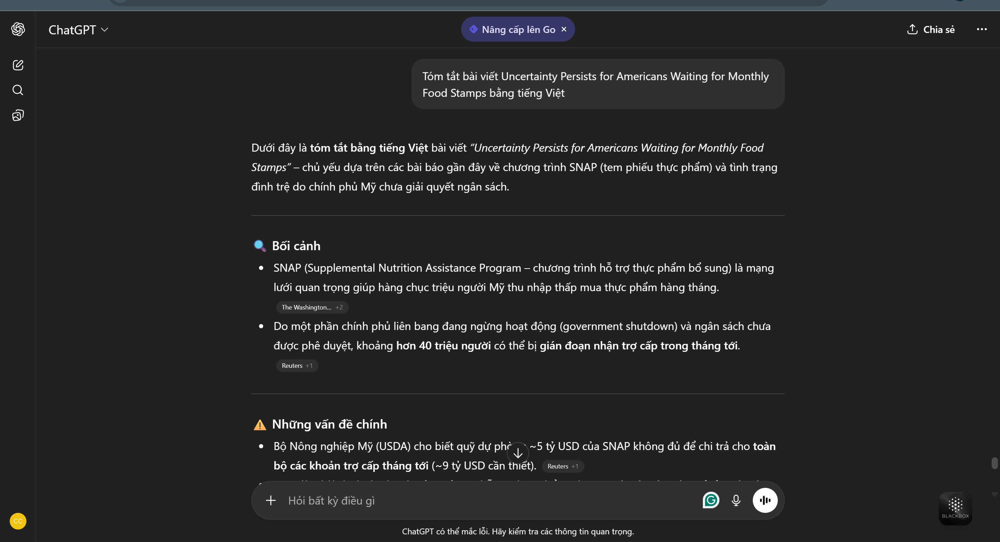 ChatGPT
Nâng cấp lên Go
Chia sẻ
Tóm tắt bài viết Uncertainty Persists for Americans Waiting for Monthly
Food Stamps bằng tiếng Việt
Dưới đây là tóm tắt bằng tiếng Việt bài viết “Uncertainty Persists for Americans Waiting for Monthly Food
Stamps” – chủ yếu dựa trên các bài báo gần đây về chương trình SNAP (tem phiếu thực phẩm) và tình trạng
đình trệ do chính phủ Mỹ chưa giải quyết ngân sách.
Bối cảnh
SNAP (Supplemental Nutrition Assistance Program – chương trình hỗ trợ thực phẩm bổ sung) là mạng
lưới quan trọng giúp hàng chục triệu người Mỹ thu nhập thấp mua thực phẩm hàng tháng.
The Washington... +2
Do một phần chính phủ liên bang đang ngừng hoạt động (government shutdown) và ngân sách chưa
được phê duyệt, khoảng hơn 40 triệu người có thể bị gián đoạn nhận trợ cấp trong tháng tới.
Reuters +1
Những vấn đề chính
Bộ Nông nghiệp Mỹ (USDA) cho biết quỹ dự ~5 tỷ USD của SNAP không đủ để chi trả cho toàn
bộ các khoản trợ cấp tháng tới (~9 tỷ USD cần thiết). Reuters +1
Hỏi bất kỳ điều gì
BLACKBOX
CC
ChatGPT có thể mắc lỗi. Hãy kiểm tra các thông tin quan trọng.